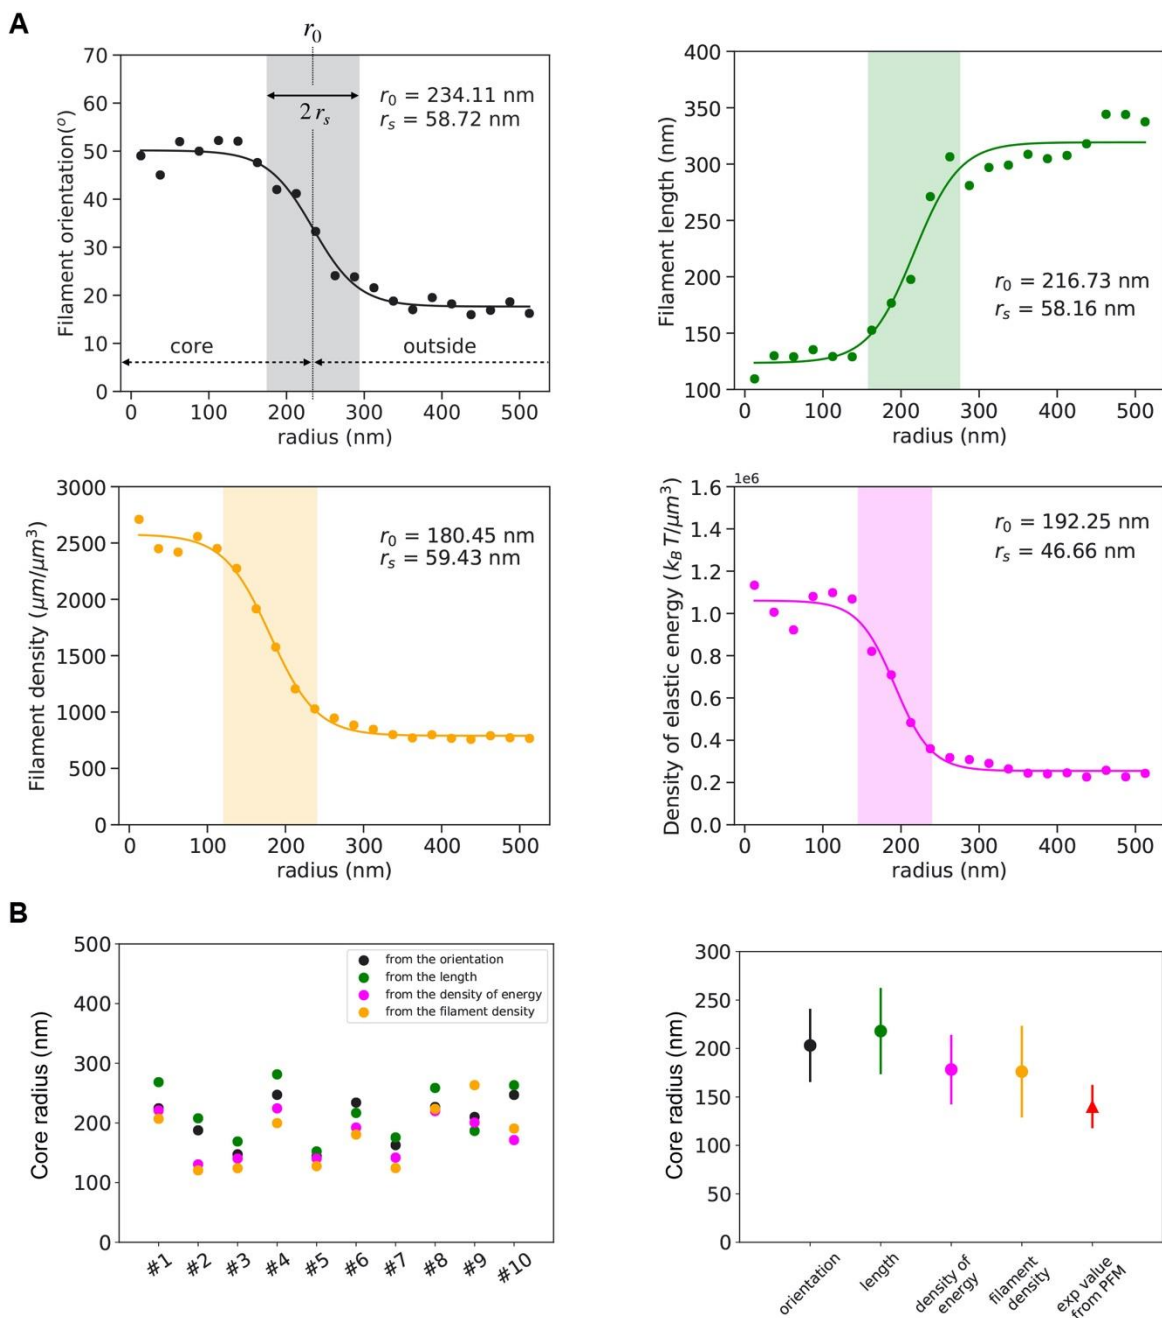 A
r₀
70
60
50
40
30
20
10
0
Filament orientation(°)
2 rₛ
r₀ = 234.11 nm
rₛ = 58.72 nm
core
outside
0 100 200 300 400 500
radius (nm)
400
350
300
250
200
150
100
Filament length (nm)
r₀ = 216.73 nm
rₛ = 58.16 nm
0 100 200 300 400 500
radius (nm)
3000
2500
2000
1500
1000
500
0
Filament density (μm/μm³)
r₀ = 180.45 nm
rₛ = 59.43 nm
0 100 200 300 400 500
radius (nm)
1e6
1.6
1.4
1.2
1.0
0.8
0.6
0.4
0.2
0.0
Density of elastic energy (k_B T/μm³)
r₀ = 192.25 nm
rₛ = 46.66 nm
0 100 200 300 400 500
radius (nm)
B
500
400
300
200
100
0
Core radius (nm)
from the orientation
from the length
from the density of energy
from the filament density
#1 #2 #3 #4 #5 #6 #7 #8 #9 #10
300
250
200
150
100
50
0
Core radius (nm)
orientation
length
density of
energy
filament
density
exp value
from PFM